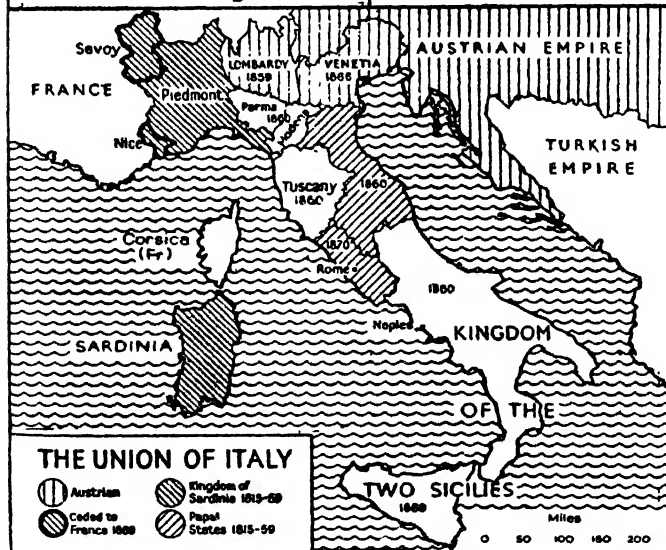 Savoy
FRANCE
Piedmont
Nice
LOMBARDY
1859
VENETIA
1866
AUSTRIAN EMPIRE
Parma
1860
Modena
TURKISH
EMPIRE
Tuscany
1860
1860
Corsica
(Fr)
1870
Rome
1860
Naples
SARDINIA
KINGDOM
OF THE
TWO SICILIES
1860
THE UNION OF ITALY
Austrian
Kingdom of
Sardinia 1815-59
Ceded to
France 1860
Papal
States 1815-59
Miles
0 50 100 150 200